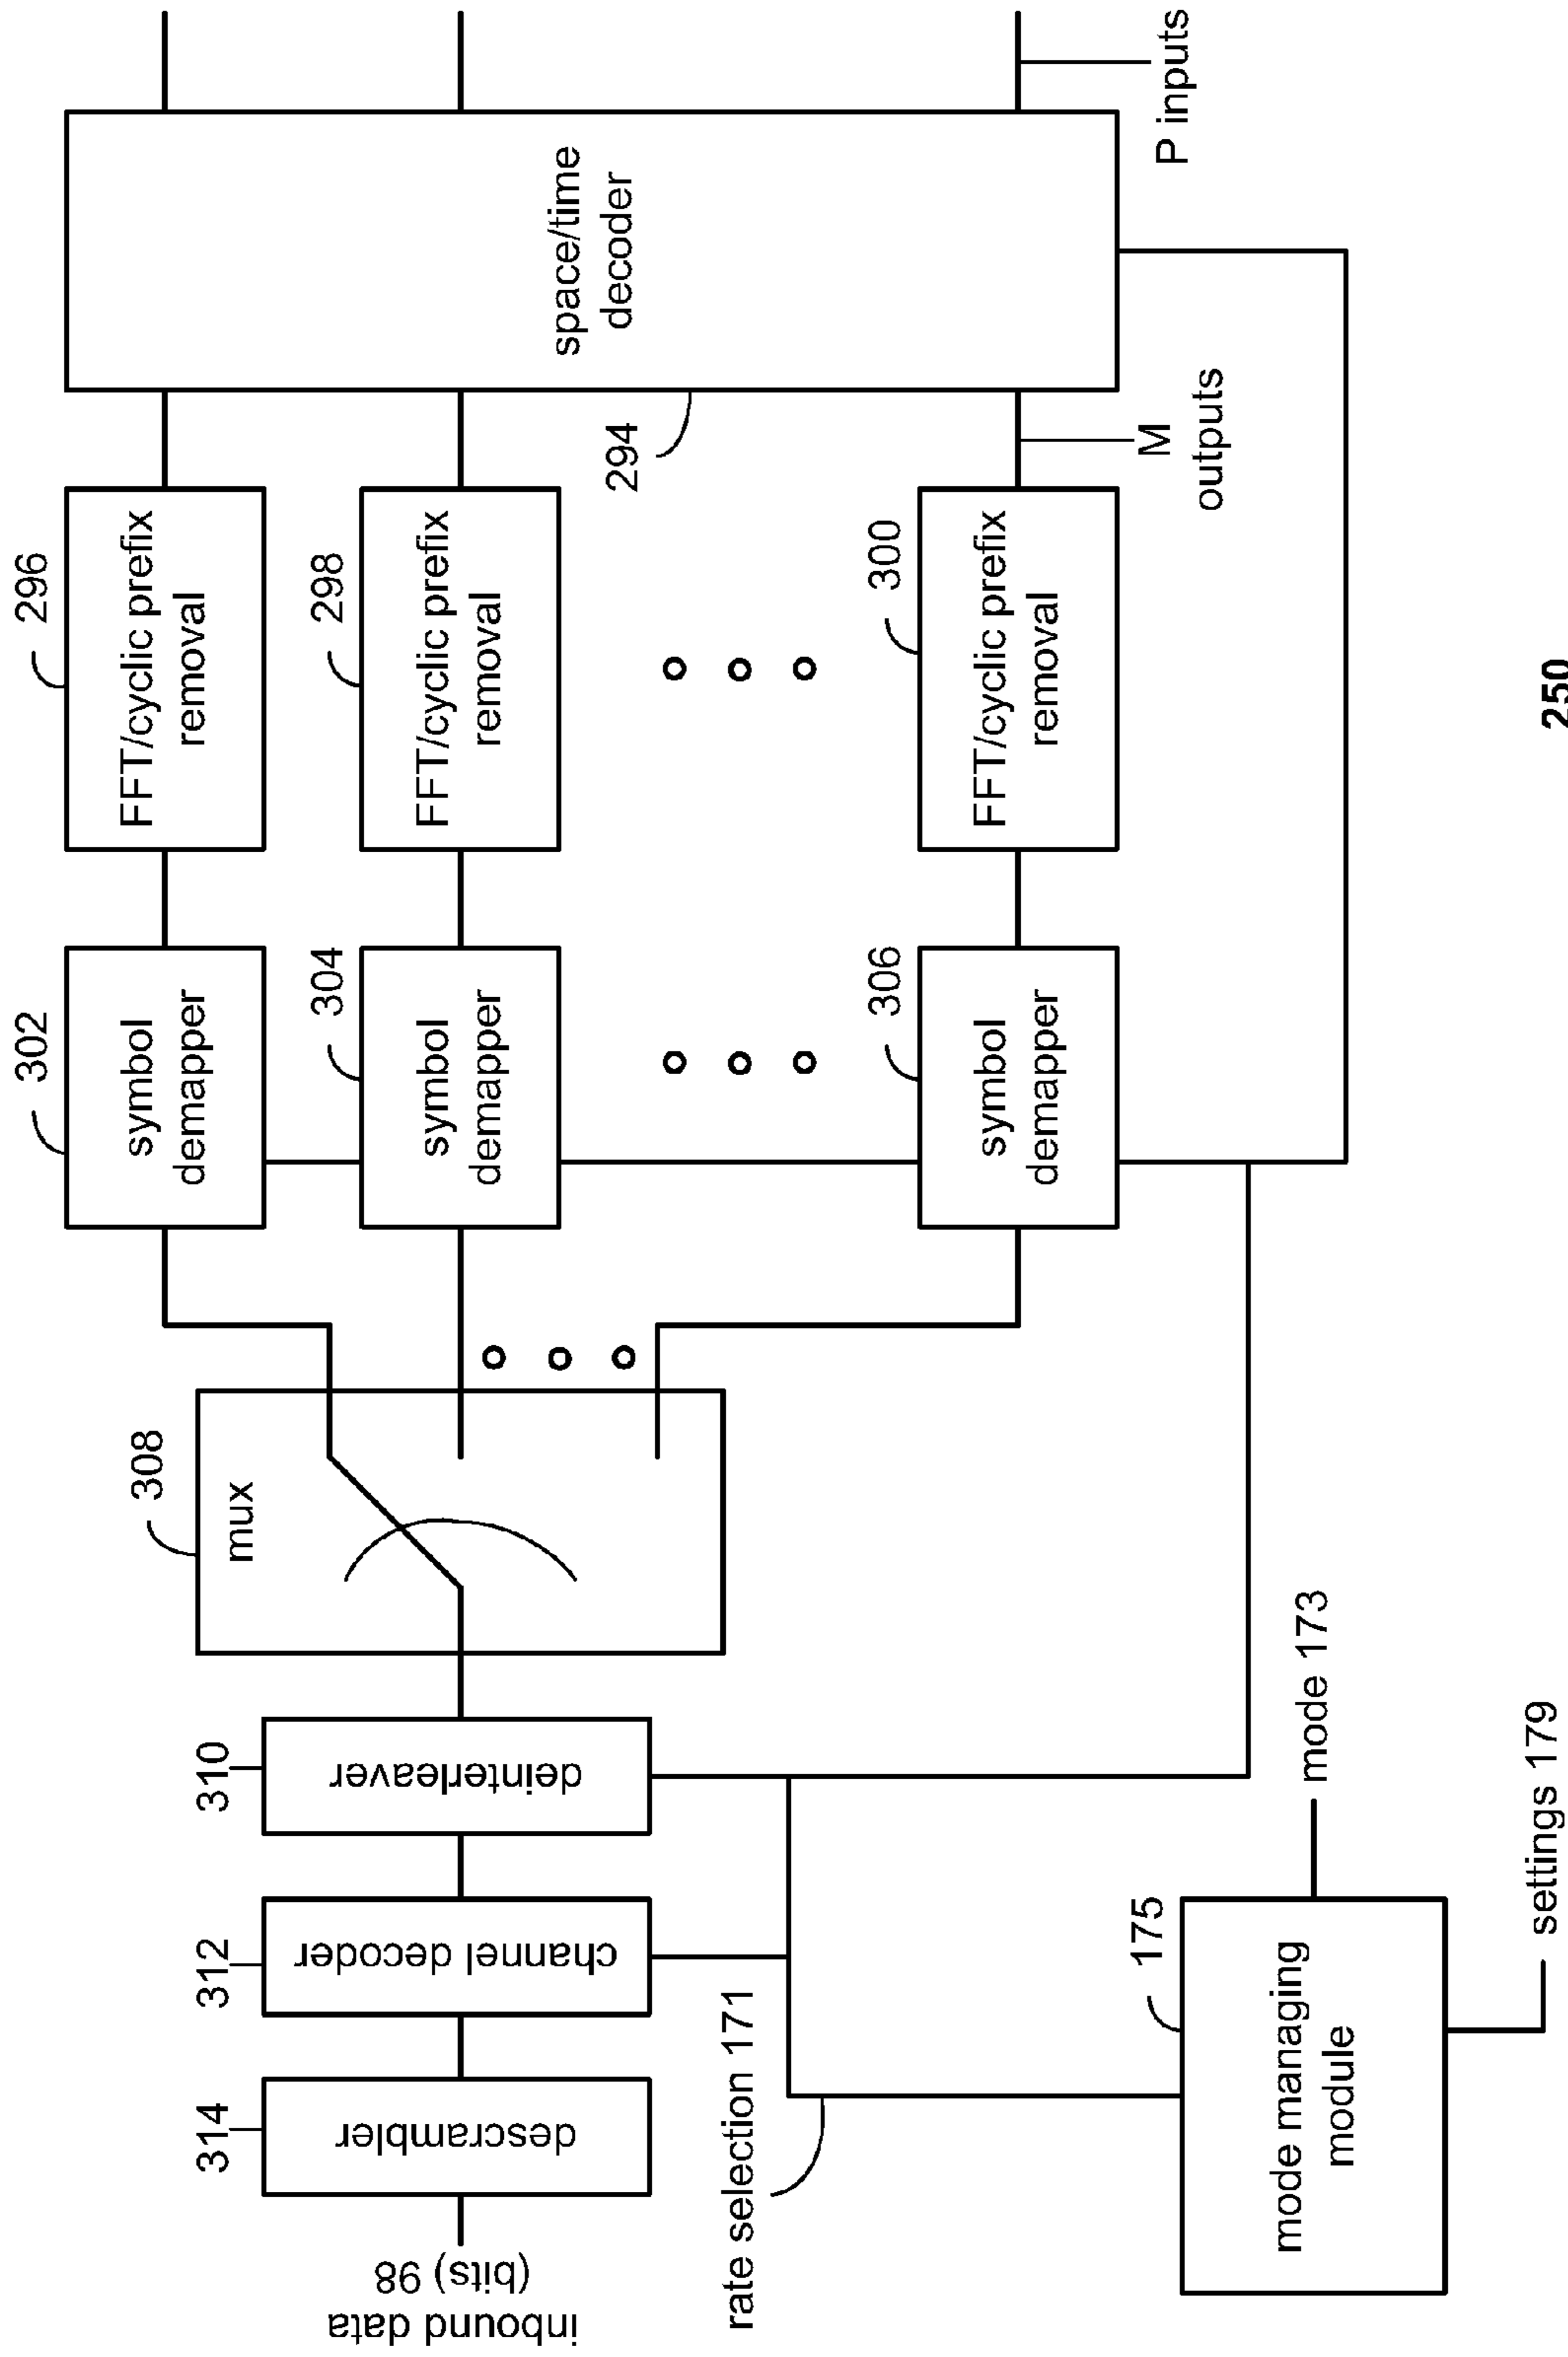 302
symbol
demapper
296
FFT/cyclic prefix
removal
308
mux
304
symbol
demapper
298
FFT/cyclic prefix
removal
space/time
decoder
294
314
descrambler
312
channel decoder
310
deinterleaver
inbound data
(bits) 98
306
symbol
demapper
300
FFT/cyclic prefix
removal
M
outputs
P inputs
rate selection 171
175
mode managing
module
mode 173
settings 179
250